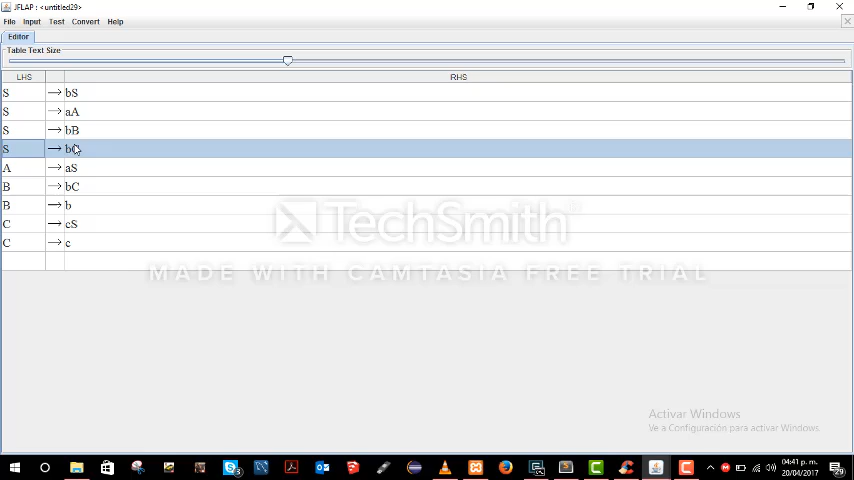 JFLAP : <untitled29>
File Input Test Convert Help
Editor
Table Text Size
LHS RHS
S → bS
S → aA
S → bB
S → bC
A → aS
B → bC
B → b
C → cS
C → c
TechSmith
MADE WITH CAMTASIA FREE TRIAL
Activar Windows
Ve a Configuración para activar Windows.
04:41 p. m.
20/04/2017
3
29